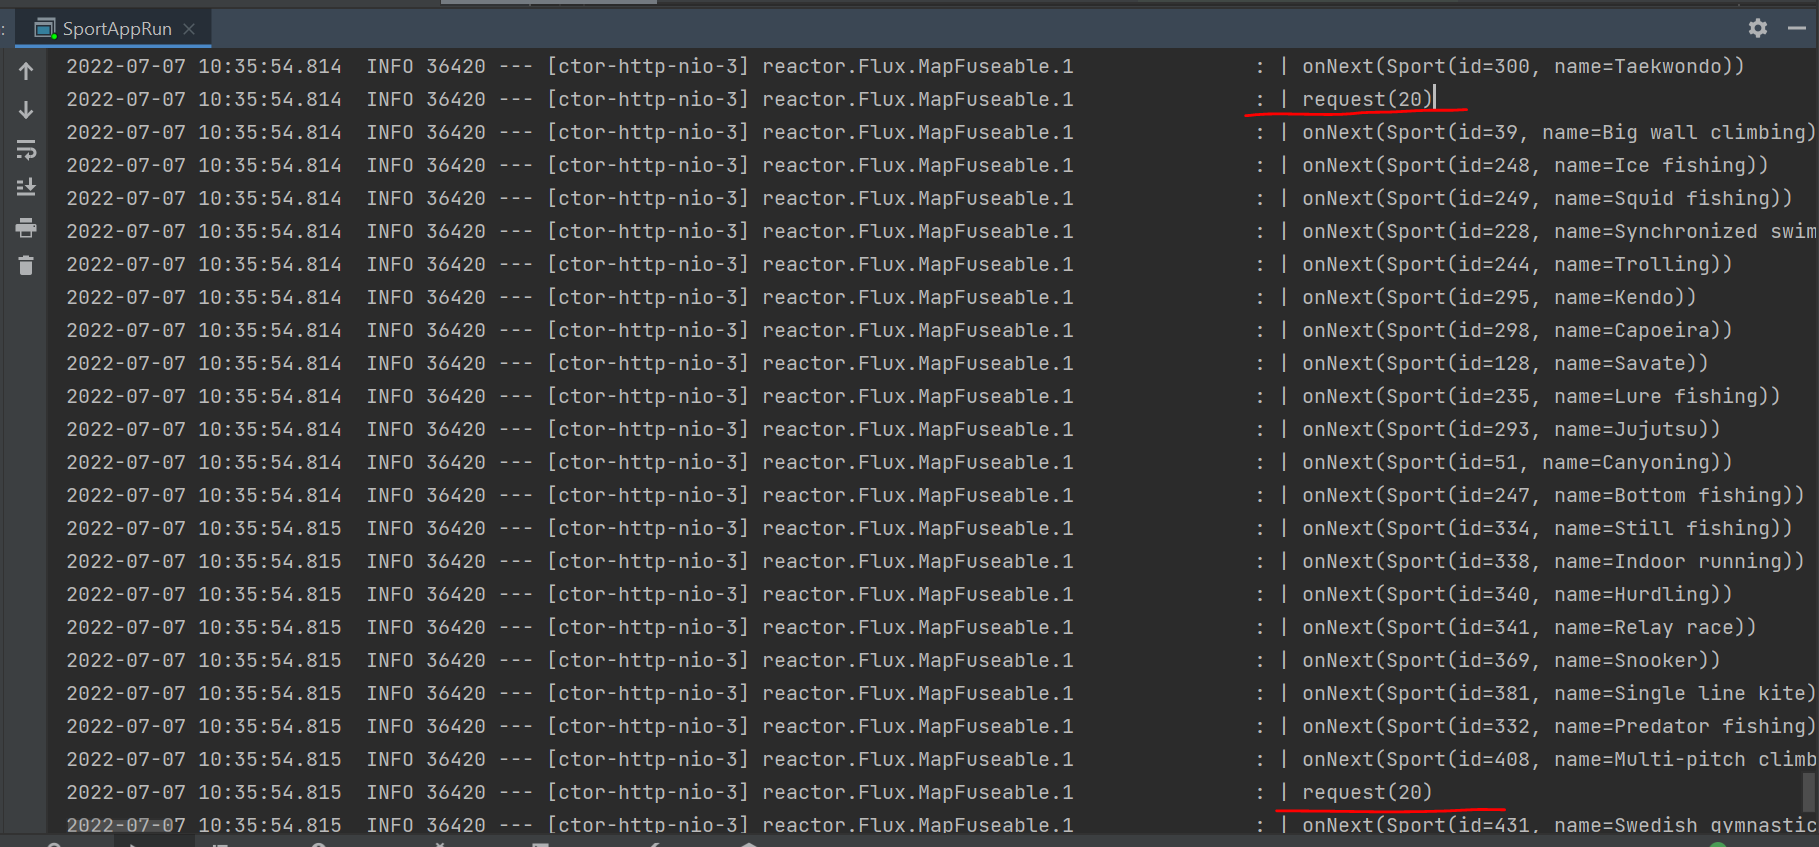 : SportAppRun
2022-07-07 10:35:54.814  INFO 36420 --- [ctor-http-nio-3] reactor.Flux.MapFuseable.1 : | onNext(Sport(id=300, name=Taekwondo))
2022-07-07 10:35:54.814  INFO 36420 --- [ctor-http-nio-3] reactor.Flux.MapFuseable.1 : | request(20)
2022-07-07 10:35:54.814  INFO 36420 --- [ctor-http-nio-3] reactor.Flux.MapFuseable.1 : | onNext(Sport(id=39, name=Big wall climbing)
2022-07-07 10:35:54.814  INFO 36420 --- [ctor-http-nio-3] reactor.Flux.MapFuseable.1 : | onNext(Sport(id=248, name=Ice fishing))
2022-07-07 10:35:54.814  INFO 36420 --- [ctor-http-nio-3] reactor.Flux.MapFuseable.1 : | onNext(Sport(id=249, name=Squid fishing))
2022-07-07 10:35:54.814  INFO 36420 --- [ctor-http-nio-3] reactor.Flux.MapFuseable.1 : | onNext(Sport(id=228, name=Synchronized swim
2022-07-07 10:35:54.814  INFO 36420 --- [ctor-http-nio-3] reactor.Flux.MapFuseable.1 : | onNext(Sport(id=244, name=Trolling))
2022-07-07 10:35:54.814  INFO 36420 --- [ctor-http-nio-3] reactor.Flux.MapFuseable.1 : | onNext(Sport(id=295, name=Kendo))
2022-07-07 10:35:54.814  INFO 36420 --- [ctor-http-nio-3] reactor.Flux.MapFuseable.1 : | onNext(Sport(id=298, name=Capoeira))
2022-07-07 10:35:54.814  INFO 36420 --- [ctor-http-nio-3] reactor.Flux.MapFuseable.1 : | onNext(Sport(id=128, name=Savate))
2022-07-07 10:35:54.814  INFO 36420 --- [ctor-http-nio-3] reactor.Flux.MapFuseable.1 : | onNext(Sport(id=235, name=Lure fishing))
2022-07-07 10:35:54.814  INFO 36420 --- [ctor-http-nio-3] reactor.Flux.MapFuseable.1 : | onNext(Sport(id=293, name=Jujutsu))
2022-07-07 10:35:54.814  INFO 36420 --- [ctor-http-nio-3] reactor.Flux.MapFuseable.1 : | onNext(Sport(id=51, name=Canyoning))
2022-07-07 10:35:54.814  INFO 36420 --- [ctor-http-nio-3] reactor.Flux.MapFuseable.1 : | onNext(Sport(id=247, name=Bottom fishing))
2022-07-07 10:35:54.815  INFO 36420 --- [ctor-http-nio-3] reactor.Flux.MapFuseable.1 : | onNext(Sport(id=334, name=Still fishing))
2022-07-07 10:35:54.815  INFO 36420 --- [ctor-http-nio-3] reactor.Flux.MapFuseable.1 : | onNext(Sport(id=338, name=Indoor running))
2022-07-07 10:35:54.815  INFO 36420 --- [ctor-http-nio-3] reactor.Flux.MapFuseable.1 : | onNext(Sport(id=340, name=Hurdling))
2022-07-07 10:35:54.815  INFO 36420 --- [ctor-http-nio-3] reactor.Flux.MapFuseable.1 : | onNext(Sport(id=341, name=Relay race))
2022-07-07 10:35:54.815  INFO 36420 --- [ctor-http-nio-3] reactor.Flux.MapFuseable.1 : | onNext(Sport(id=369, name=Snooker))
2022-07-07 10:35:54.815  INFO 36420 --- [ctor-http-nio-3] reactor.Flux.MapFuseable.1 : | onNext(Sport(id=381, name=Single line kite)
2022-07-07 10:35:54.815  INFO 36420 --- [ctor-http-nio-3] reactor.Flux.MapFuseable.1 : | onNext(Sport(id=332, name=Predator fishing)
2022-07-07 10:35:54.815  INFO 36420 --- [ctor-http-nio-3] reactor.Flux.MapFuseable.1 : | onNext(Sport(id=408, name=Multi-pitch climb
2022-07-07 10:35:54.815  INFO 36420 --- [ctor-http-nio-3] reactor.Flux.MapFuseable.1 : | request(20)
2022-07-07 10:35:54.815  INFO 36420 --- [ctor-http-nio-3] reactor.Flux.MapFuseable.1 : | onNext(Sport(id=431, name=Swedish gymnastic